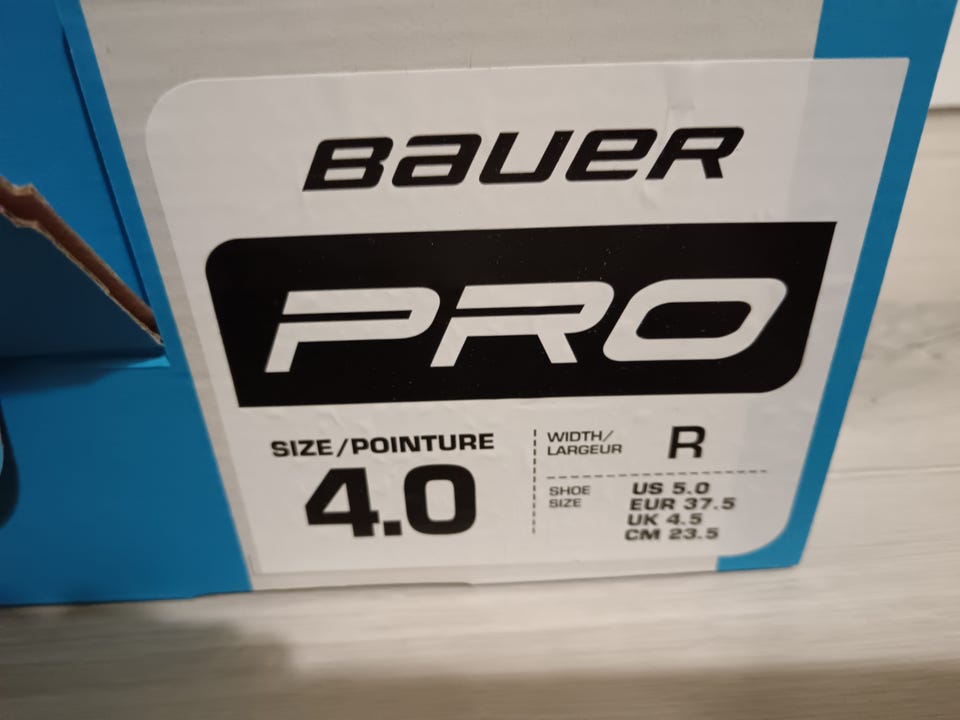 BAUER
PRO
SIZE/POINTURE
4.0
WIDTH/
LARGEUR
R
SHOE
SIZE
US 5.0
EUR 37.5
UK 4.5
CM 23.5